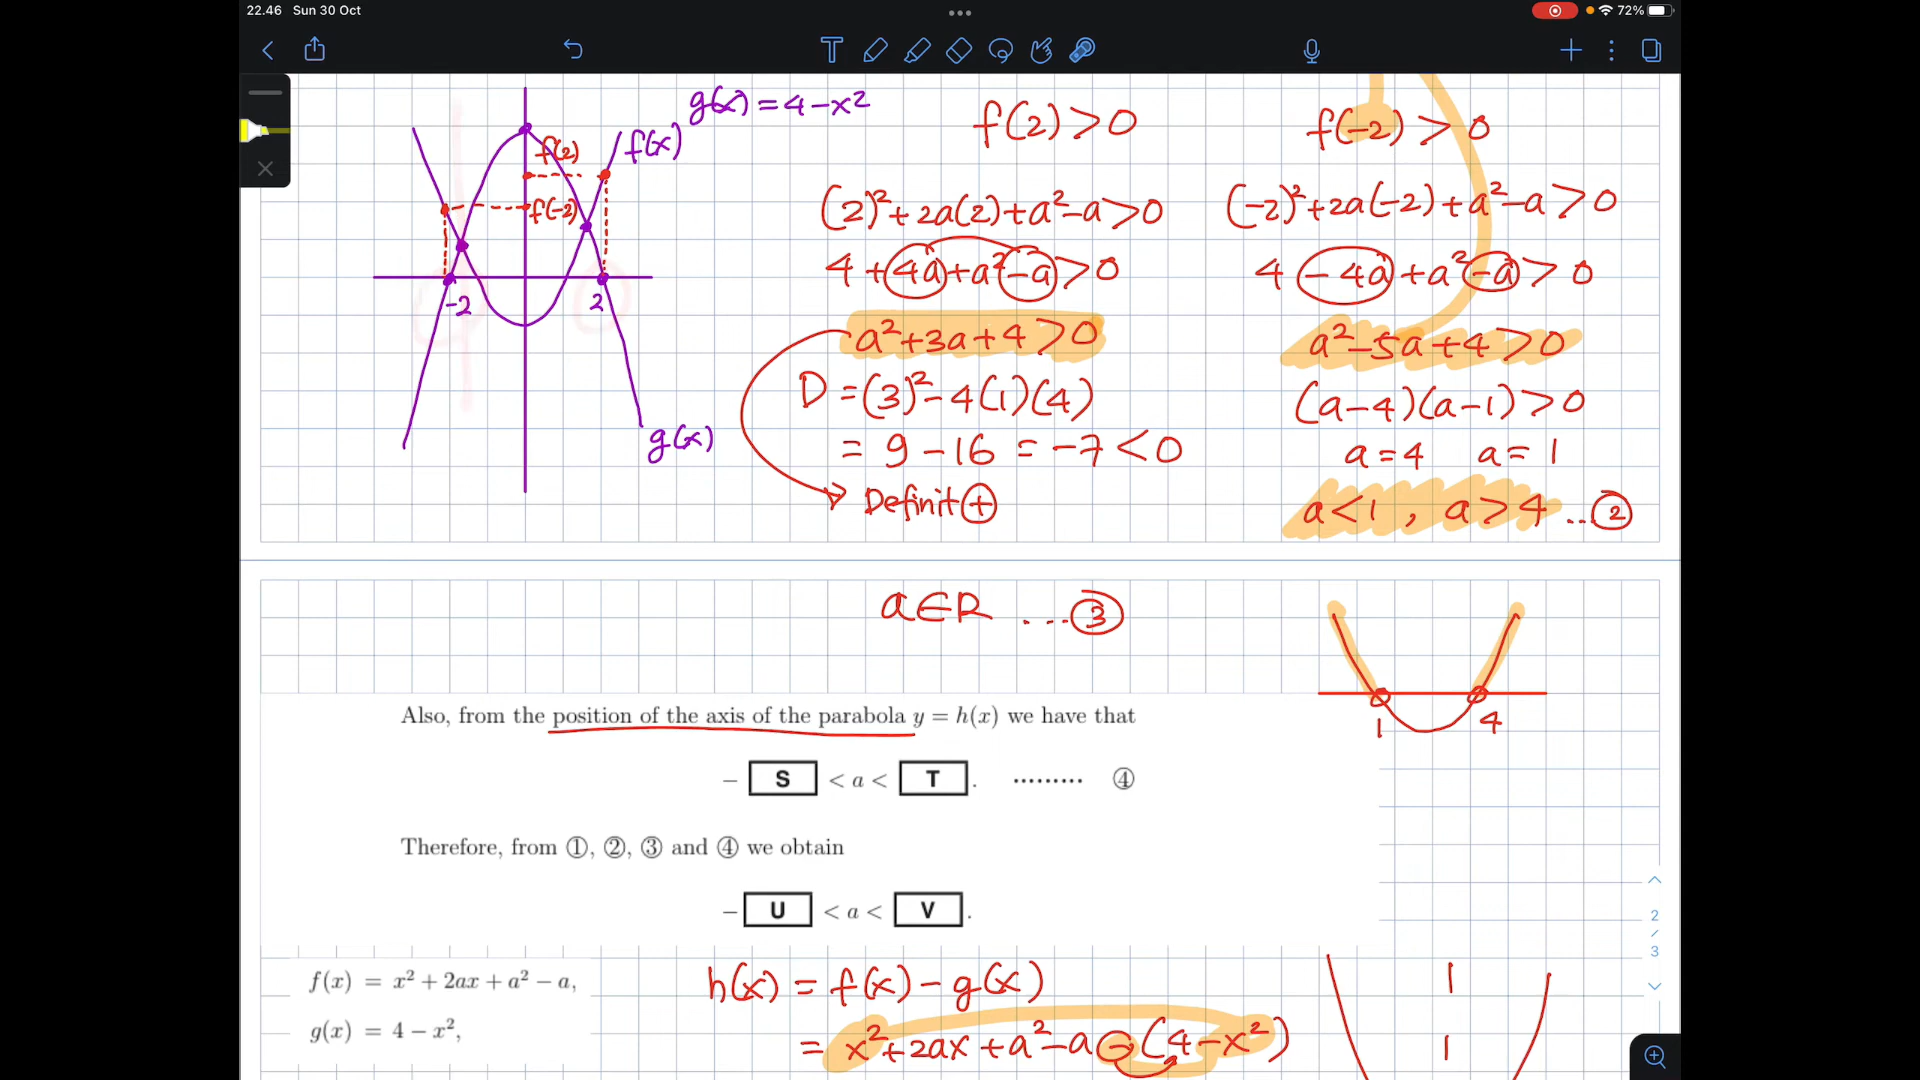 22.46 Sun 30 Oct
72%
g(x) = 4-x²
f(x)
f(2)
f(-2)
-2
2
g(x)
f(2) > 0
(2)² + 2a(2) + a² - a > 0
4 + 4a + a² - a > 0
a² + 3a + 4 > 0
D = (3)² - 4(1)(4)
= 9 - 16 = -7 < 0
Definit +
a ∈ R ... ③
f(-2) > 0
(-2)² + 2a(-2) + a² - a > 0
4 - 4a + a² - a > 0
a² - 5a + 4 > 0
(a-4)(a-1) > 0
a = 4 a = 1
a < 1 , a > 4 ... ②
1
4
Also, from the position of the axis of the parabola y = h(x) we have that
- S < a < T . ......... ④
Therefore, from ①, ②, ③ and ④ we obtain
- U < a < V .
f(x) = x² + 2ax + a² - a,
g(x) = 4 - x²,
h(x) = f(x) - g(x)
= x² + 2ax + a² - a - (4 - x²)
2
/
3